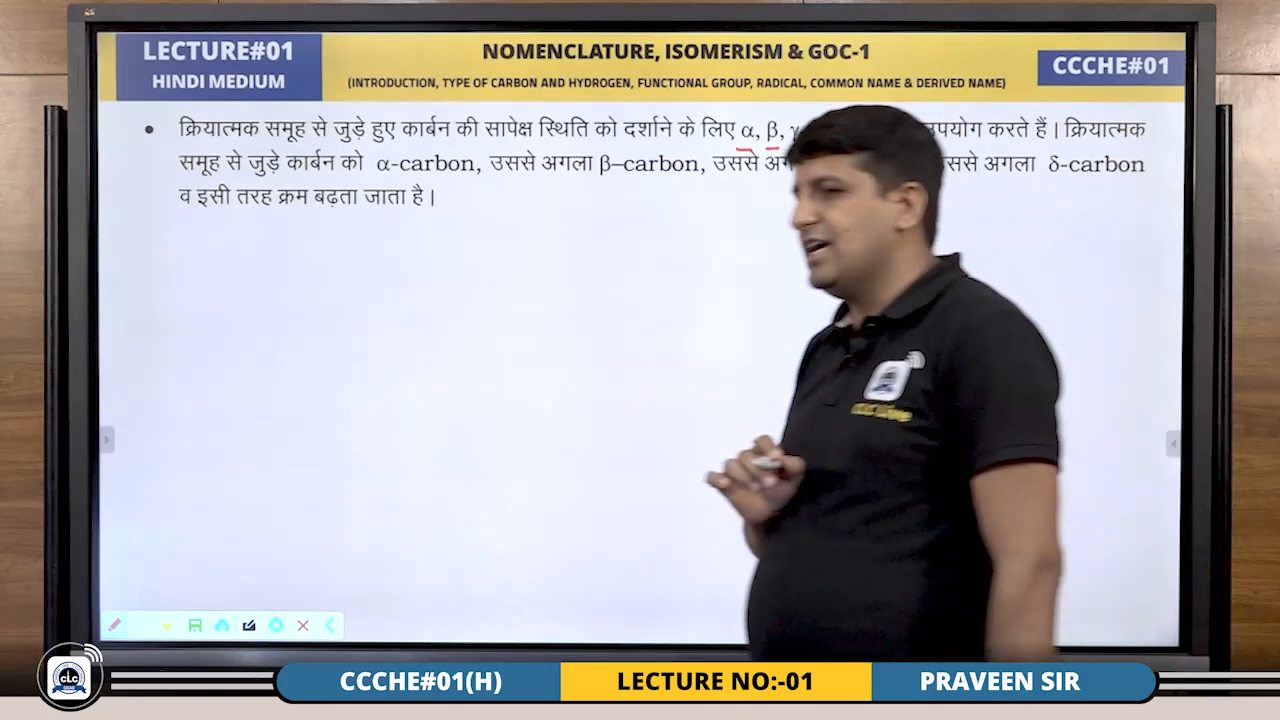 LECTURE#01
HINDI MEDIUM
NOMENCLATURE, ISOMERISM & GOC-1
(INTRODUCTION, TYPE OF CARBON AND HYDROGEN, FUNCTIONAL GROUP, RADICAL, COMMON NAME & DERIVED NAME)
CCCHE#01
• क्रियात्मक समूह से जुड़े हुए कार्बन की सापेक्ष स्थिति को दर्शाने के लिए α, β, उपयोग करते हैं। क्रियात्मक
समूह से जुड़े कार्बन को α-carbon, उससे अगला β–carbon, उससे उससे अगला δ-carbon
व इसी तरह क्रम बढ़ता जाता है।
CLC
CCCHE#01(H)
LECTURE NO:-01
PRAVEEN SIR